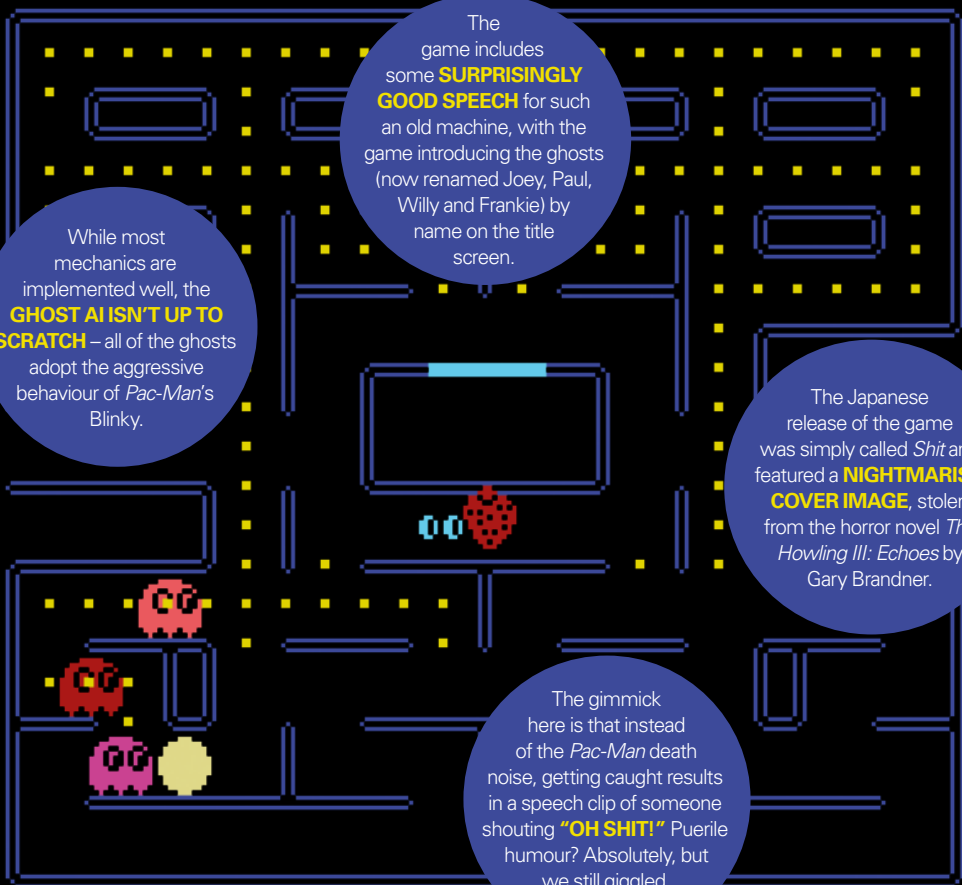 The
game includes
some SURPRISINGLY
GOOD SPEECH for such
an old machine, with the
game introducing the ghosts
(now renamed Joey, Paul,
Willy and Frankie) by
name on the title
screen.
While most
mechanics are
implemented well, the
GHOST AI ISN'T UP TO
SCRATCH – all of the ghosts
adopt the aggressive
behaviour of Pac-Man's
Blinky.
The Japanese
release of the game
was simply called Shit
featured a
COVER IMAGE, stolen
from the horror novel
Howling III: Echoes by
Gary Brandner.
The gimmick
here is that instead
of the Pac-Man death
noise, getting caught results
in a speech clip of someone
shouting "OH SHIT!" Puerile
humour? Absolutely, but
we still giggled